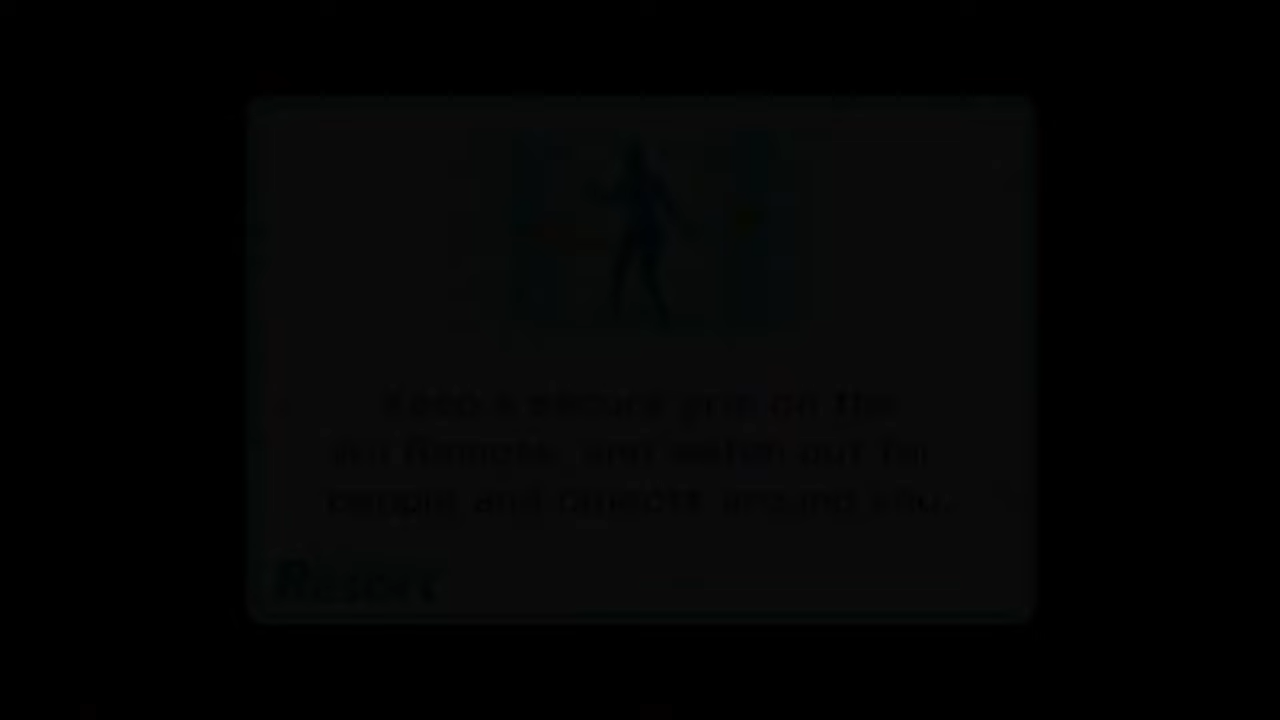 Keep a secure grip on the
Wii Remote, and watch out for
people and objects around you.
Resort